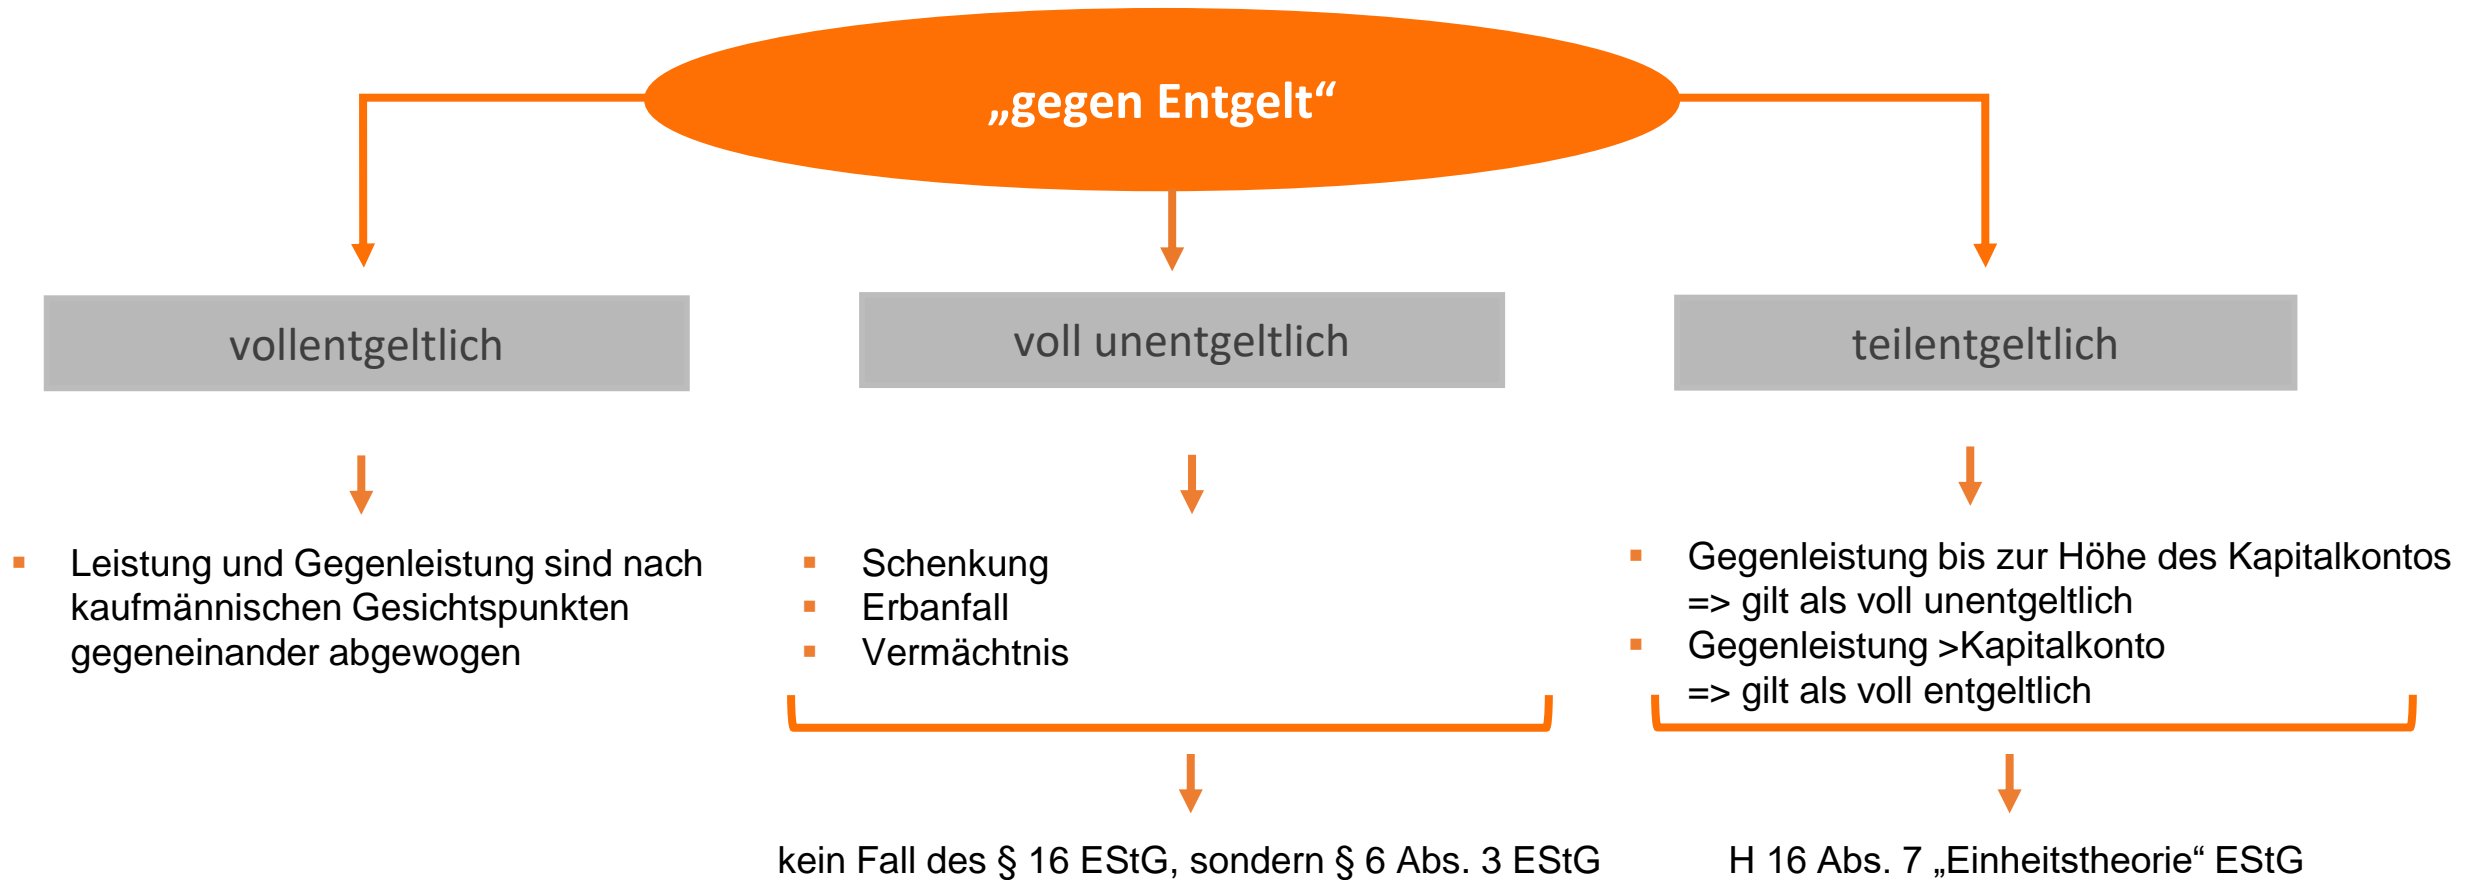 „gegen Entgelt“
vollentgeltlich
voll unentgeltlich
teilentgeltlich
▪ Leistung und Gegenleistung sind nach
kaufmännischen Gesichtspunkten
gegeneinander abgewogen
▪ Schenkung
▪ Erbanfall
▪ Vermächtnis
▪ Gegenleistung bis zur Höhe des Kapitalkontos
=> gilt als voll unentgeltlich
▪ Gegenleistung >Kapitalkonto
=> gilt als voll entgeltlich
kein Fall des § 16 EStG, sondern § 6 Abs. 3 EStG
H 16 Abs. 7 „Einheitstheorie“ EStG